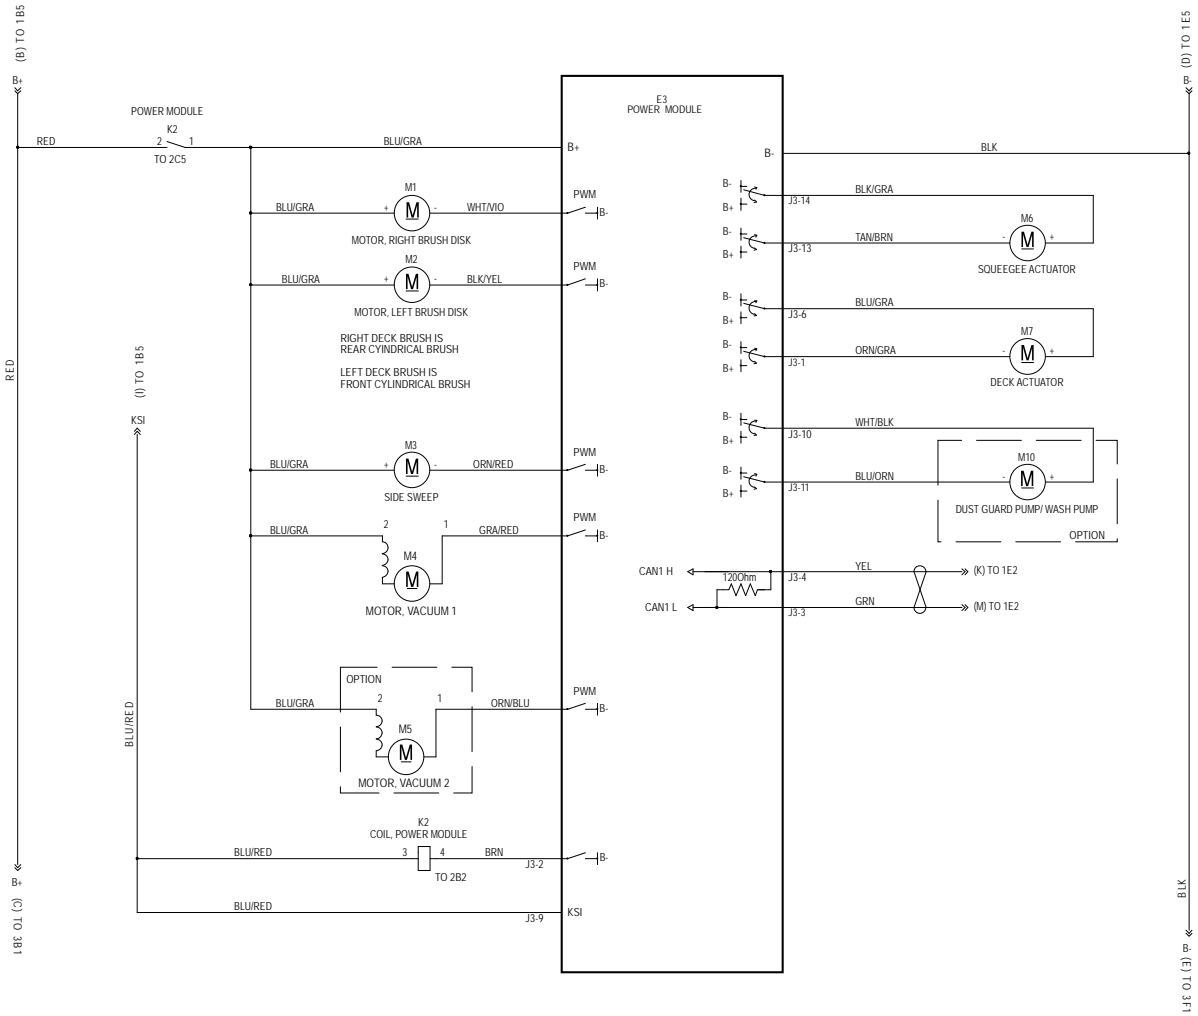 (B) TO 1B5
B+
(D) TO 1E5
B-
POWER MODULE
K2
RED
2
1
TO 2C5
BLU/GRA
E3
POWER MODULE
B+
B-
BLK
M1
BLU/GRA
+
M
-
WHT/VIO
PWM
B-
MOTOR, RIGHT BRUSH DISK
M2
BLU/GRA
+
M
-
BLK/YEL
PWM
B-
MOTOR, LEFT BRUSH DISK
RIGHT DECK BRUSH IS
REAR CYINDRICAL BRUSH
LEFT DECK BRUSH IS
FRONT CYLINDRICAL BRUSH
RED
(I) TO 1B5
KSI
M3
BLU/GRA
+
M
-
ORN/RED
PWM
B-
SIDE SWEEP
BLU/GRA
2
1
GRA/RED
PWM
B-
M4
M
MOTOR, VACUUM 1
OPTION
BLU/GRA
2
1
ORN/BLU
PWM
B-
M5
M
MOTOR, VACUUM 2
BLU/RED
K2
COIL, POWER MODULE
BLU/RED
3
4
BRN
J3-2
B-
TO 2B2
BLU/RED
J3-9
KSI
B+
(C) TO 3B1
B-
B+
J3-14
BLK/GRA
B-
B+
J3-13
TAN/BRN
M6
-
M
+
SQUEEGEE ACTUATOR
B-
B+
J3-6
BLU/GRA
B-
B+
J3-1
ORN/GRA
M7
-
M
+
DECK ACTUATOR
B-
B+
J3-10
WHT/BLK
B-
B+
J3-11
BLU/ORN
M10
-
M
+
DUST GUARD PUMP/ WASH PUMP
OPTION
CAN1 H
120Ohm
J3-4
YEL
(K) TO 1E2
CAN1 L
J3-3
GRN
(M) TO 1E2
BLK
B-
(E) TO 3F1